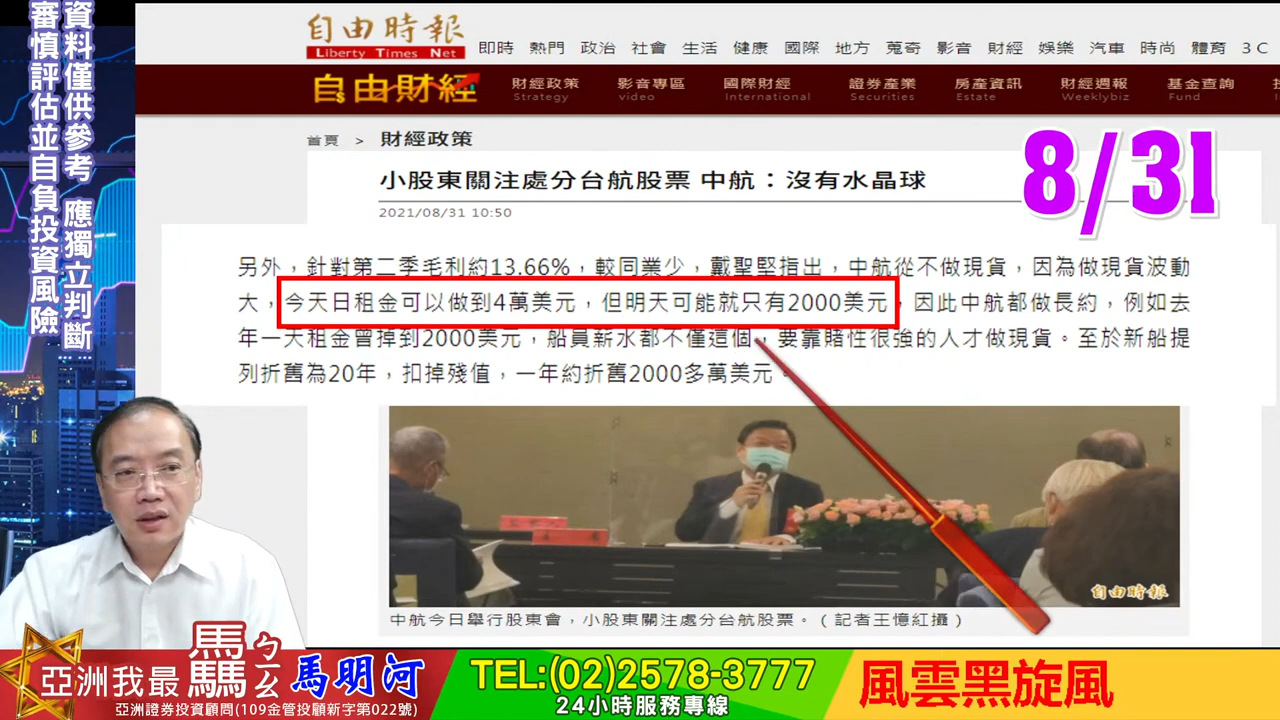 資料僅供參考 應獨立判斷
審慎評估並自負投資風險
自由時報
Liberty Times Net
即時 熱門 政治 社會 生活 健康 國際 地方 蒐奇 影音 財經 娛樂 汽車 時尚 體育 3C
自由財經
財經政策 影音專區 國際財經 證券產業 房產資訊 財經週報 基金查詢
Strategy video International Securities Estate Weeklybiz Fund
首頁 > 財經政策
8/31
小股東關注處分台航股票 中航：沒有水晶球
2021/08/31 10:50
另外，針對第二季毛利約13.66%，較同業少，戴聖堅指出，中航從不做現貨，因為做現貨波動
大，今天日租金可以做到4萬美元，但明天可能就只有2000美元，因此中航都做長約，例如去
年一天租金曾掉到2000美元，船員薪水都不僅這個，要靠賭性很強的人才做現貨。至於新船提
列折舊為20年，扣掉殘值，一年約折舊2000多萬美元。
自由時報
中航今日舉行股東會，小股東關注處分台航股票。（記者王憶紅攝）
亞洲我最馬驫ㄅㄧㄠ 馬明河
亞洲證券投資顧問(109金管投顧新字第022號)
TEL:(02)2578-3777
24小時服務專線
風雲黑旋風